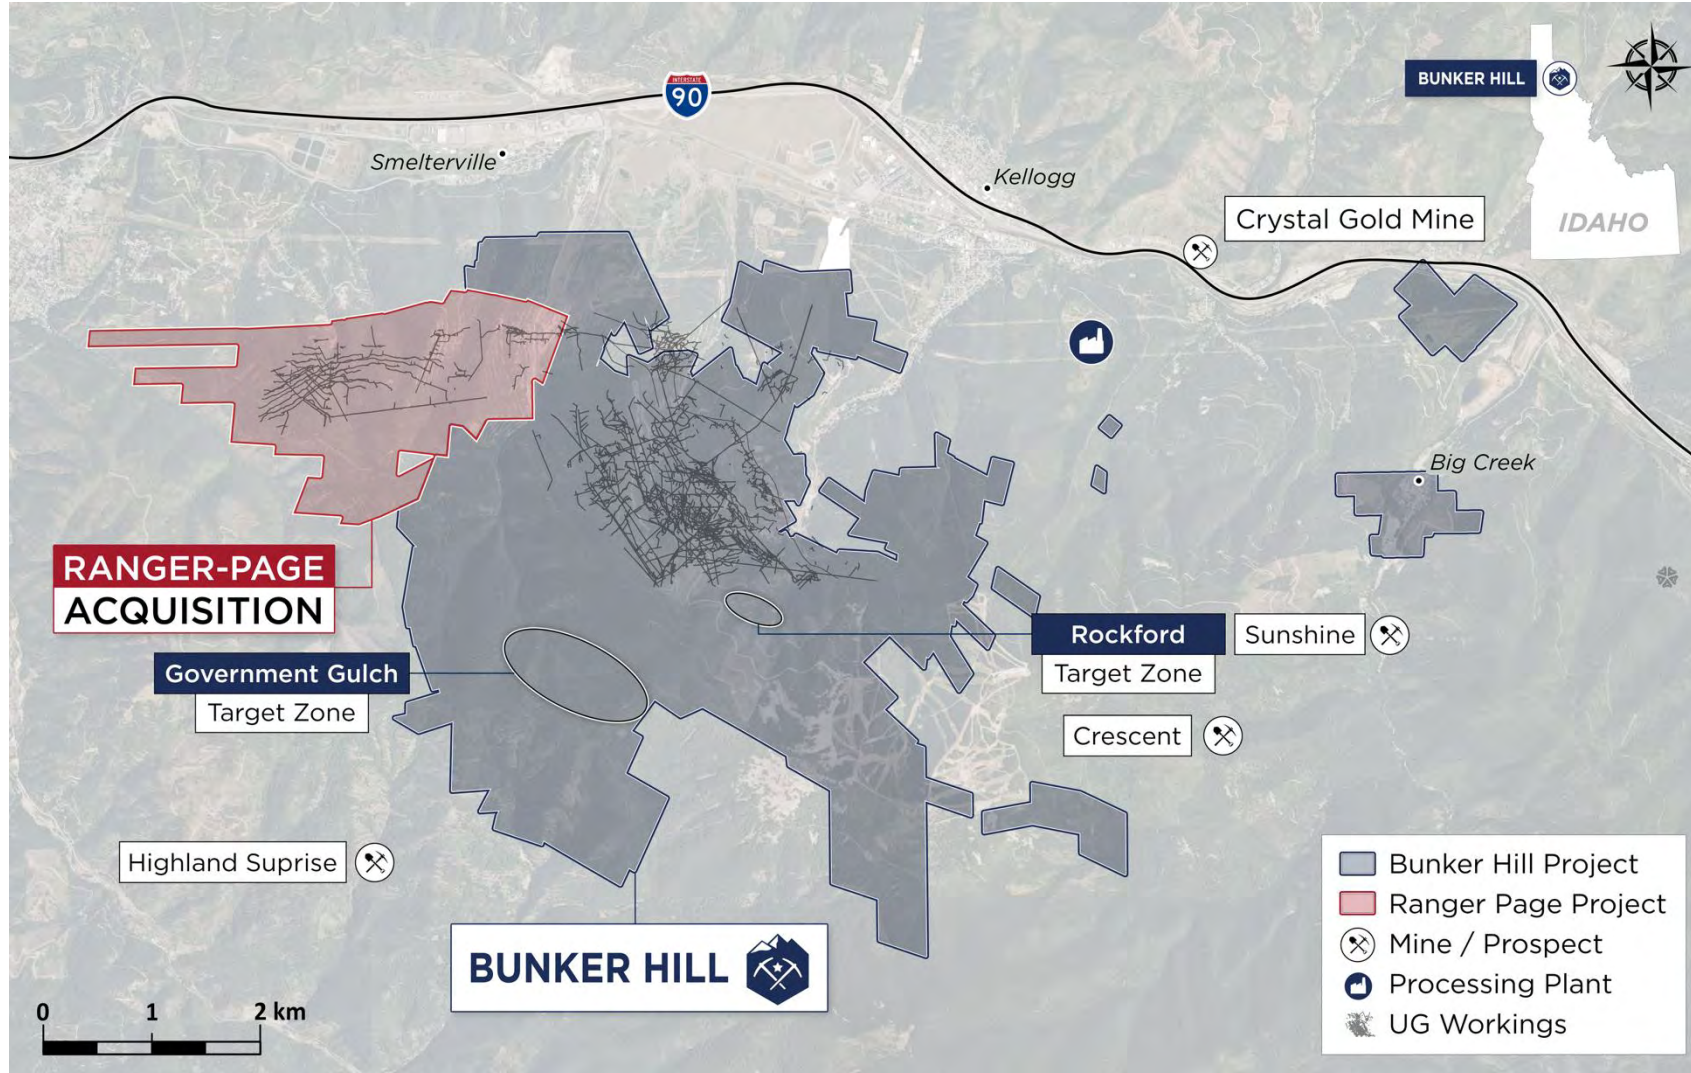 INTERSTATE
90
BUNKER HILL
IDAHO
Smelterville
Kellogg
Crystal Gold Mine
Big Creek
RANGER-PAGE
ACQUISITION
Government Gulch
Target Zone
Rockford
Target Zone
Sunshine
Crescent
Highland Suprise
BUNKER HILL
0 1 2 km
Bunker Hill Project
Ranger Page Project
Mine / Prospect
Processing Plant
UG Workings